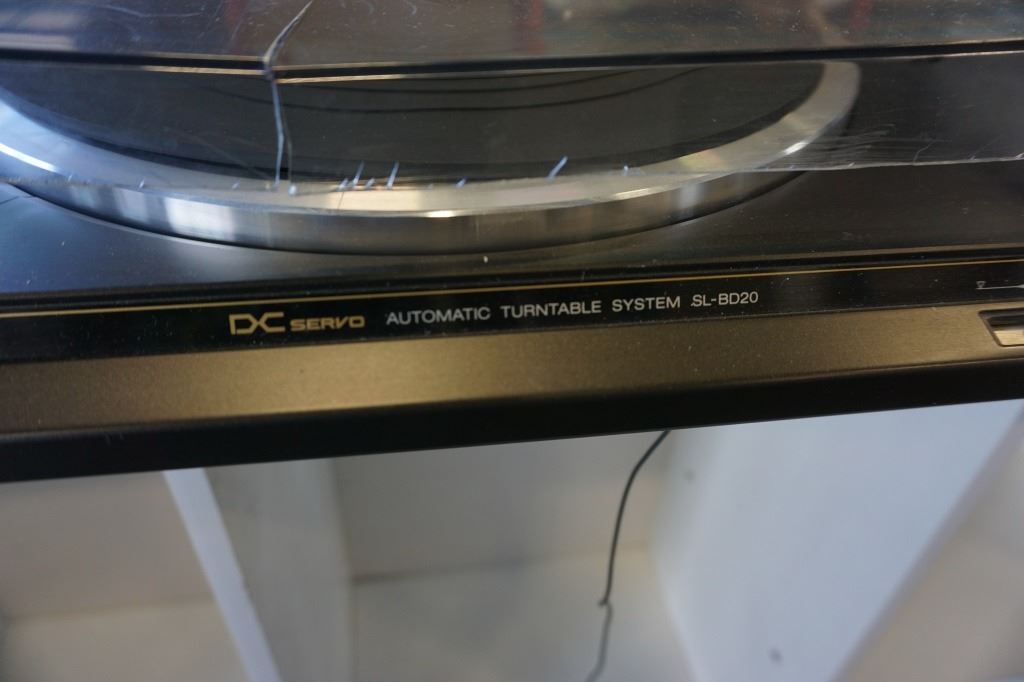 DC SERVO AUTOMATIC TURNTABLE SYSTEM SL-BD20